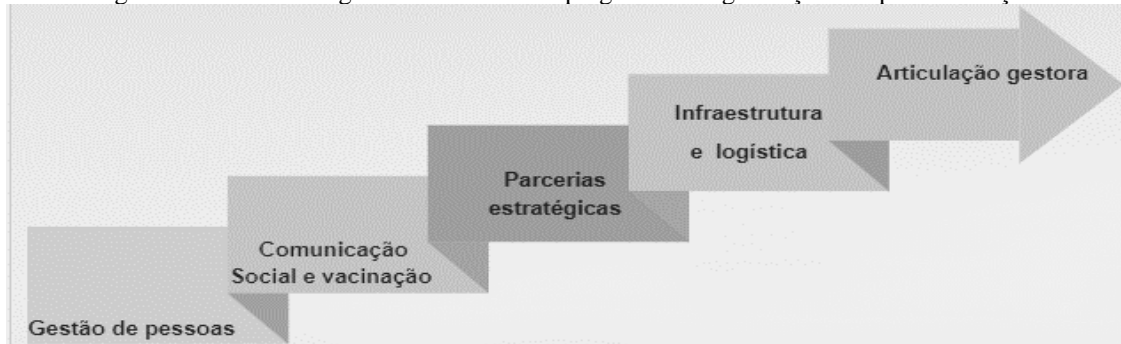 Articulação gestora
Infraestrutura
e logística
Parcerias
estratégicas
Comunicação
Social e vacinação
Gestão de pessoas